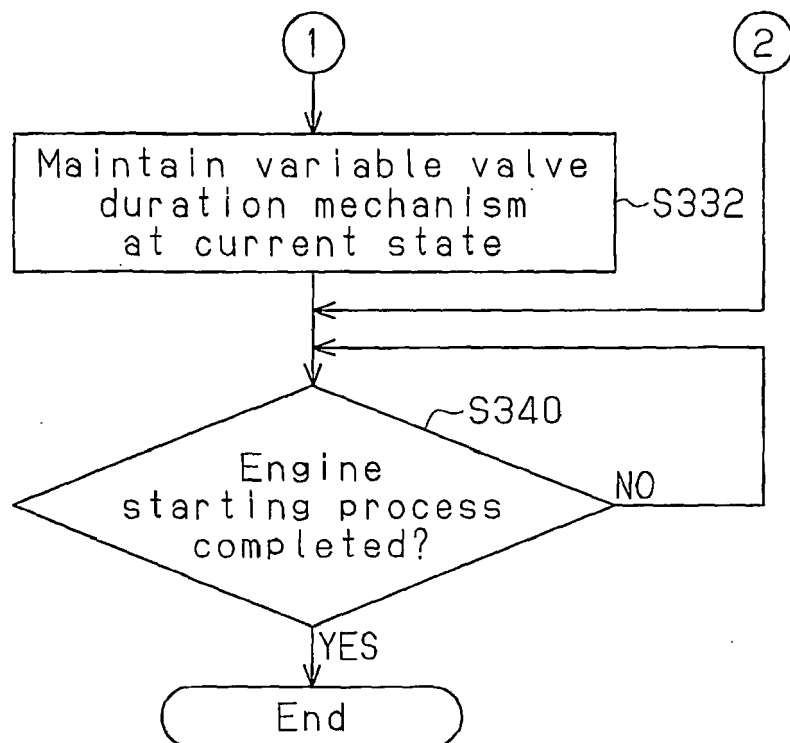 1
2
Maintain variable valve
duration mechanism
at current state
S332
S340
Engine
starting process
completed?
NO
YES
End